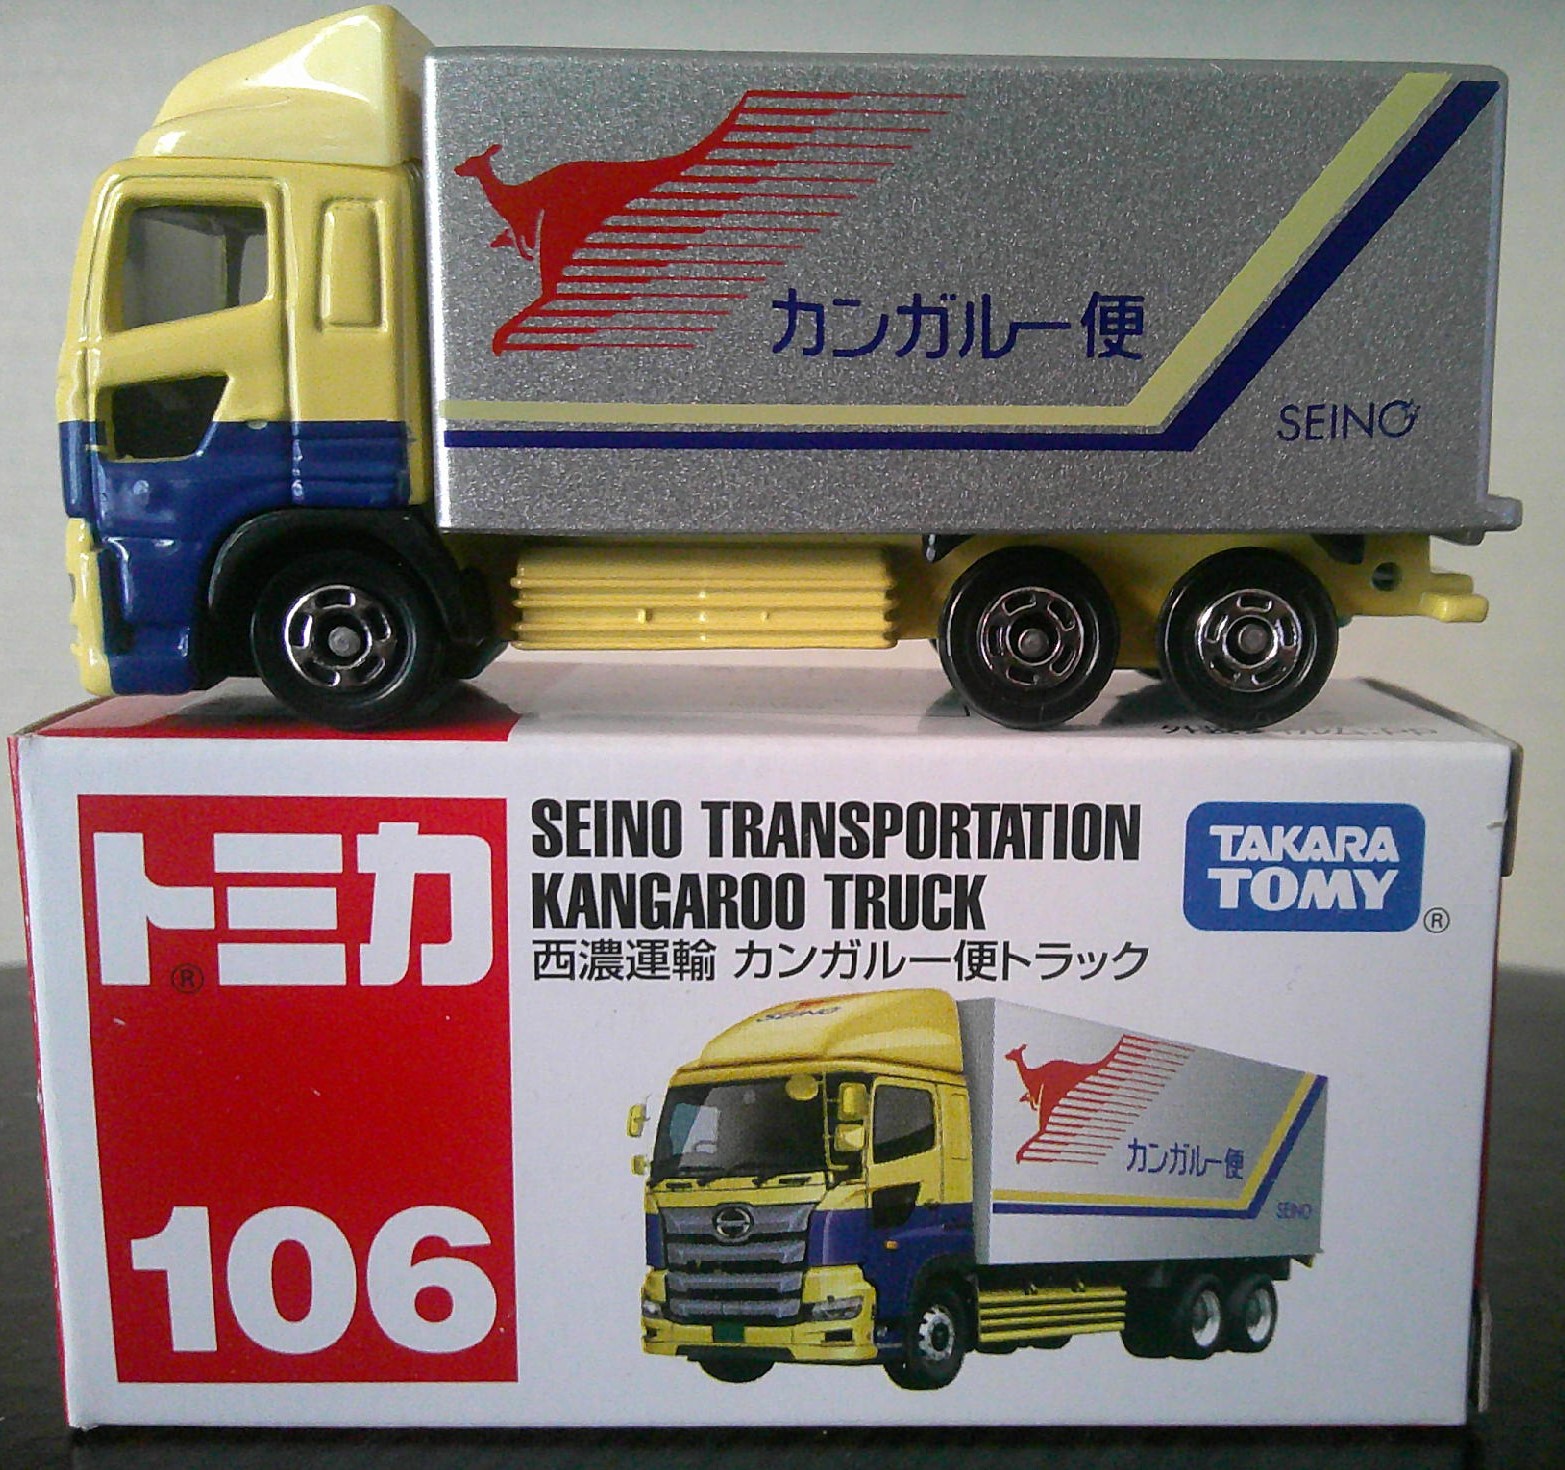 カンガルー便
SEINO
トミカ
®
106
SEINO TRANSPORTATION
KANGAROO TRUCK
西濃運輸 カンガルー便トラック
TAKARA
TOMY
®
SEINO
カンガルー便
SEINO